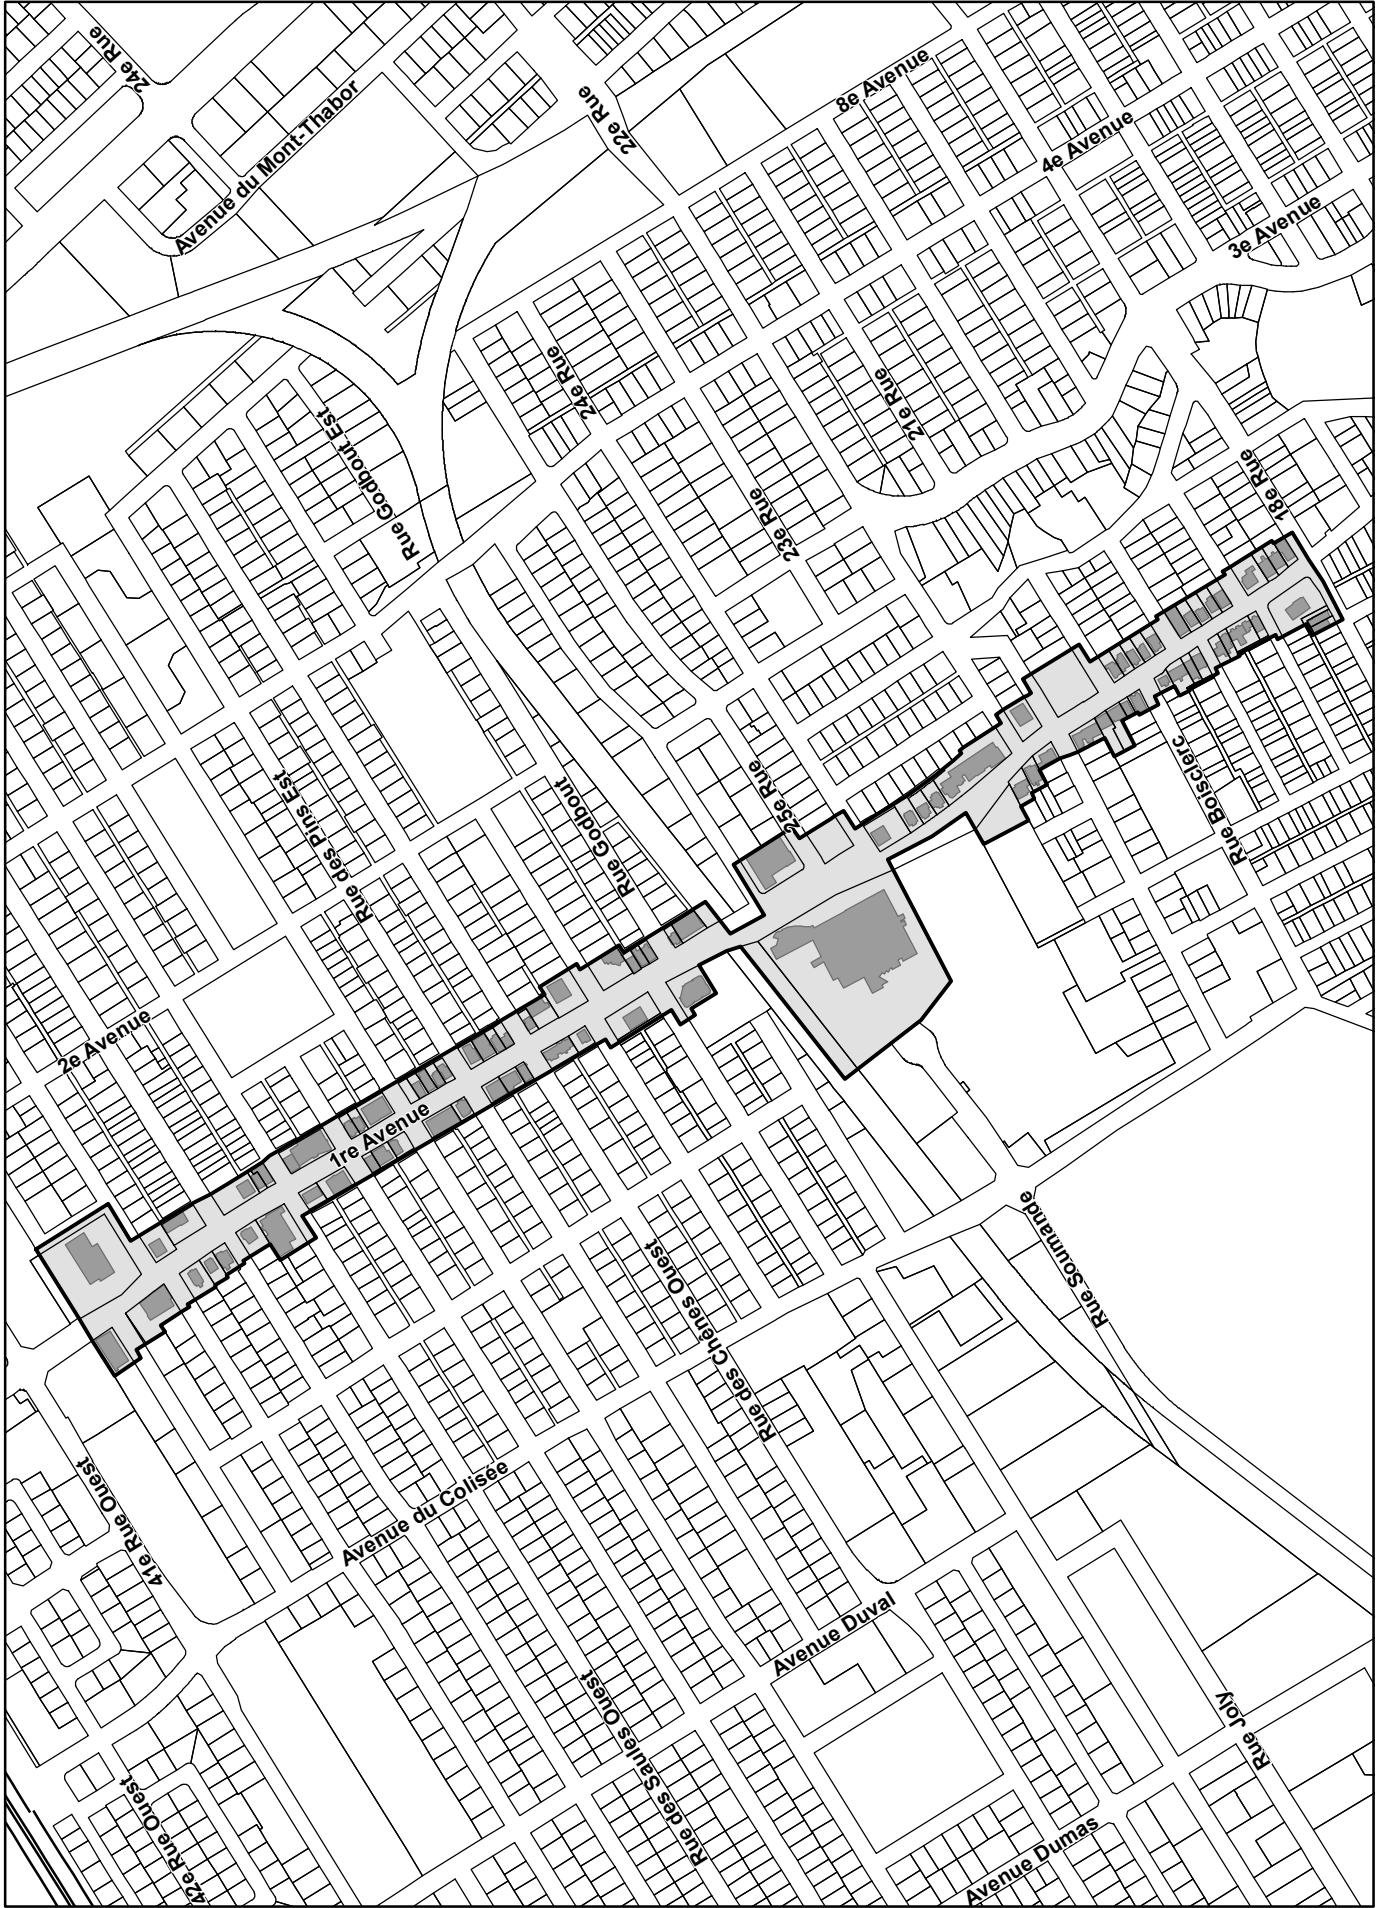 24e Rue
Avenue du Mont-Thabor
22e Rue
8e Avenue
4e Avenue
3e Avenue
24e Rue
21e Rue
Rue Godbout Est
23e Rue
18e Rue
Rue des Pins Est
Rue Godbout
25e Rue
Rue Boisclerc
2e Avenue
1re Avenue
Rue Soumande
Rue des Chênes Ouest
41e Rue Ouest
Avenue du Colisée
Avenue Duval
Rue des Saules Ouest
Rue Joly
42e Rue Ouest
Avenue Dumas